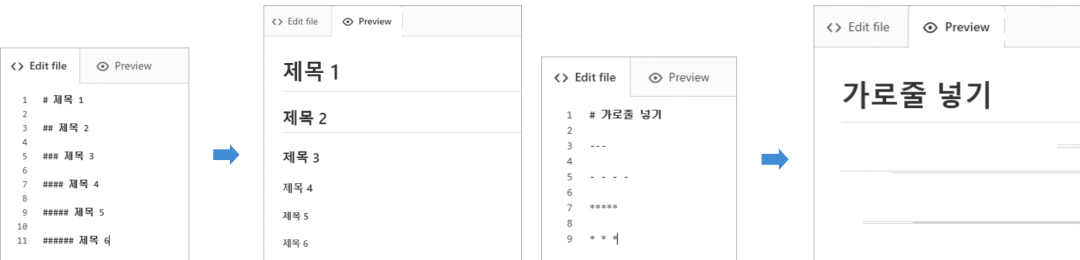 Edit file Preview
1 # 제목 1
2
3 ## 제목 2
4
5 ### 제목 3
6
7 #### 제목 4
8
9 ##### 제목 5
10
11 ###### 제목 6
Edit file Preview
제목 1
제목 2
제목 3
제목 4
제목 5
제목 6
Edit file Preview
1 # 가로줄 넣기
2
3 ---
4
5 - - - -
6
7 *****
8
9 * * *
Edit file Preview
가로줄 넣기